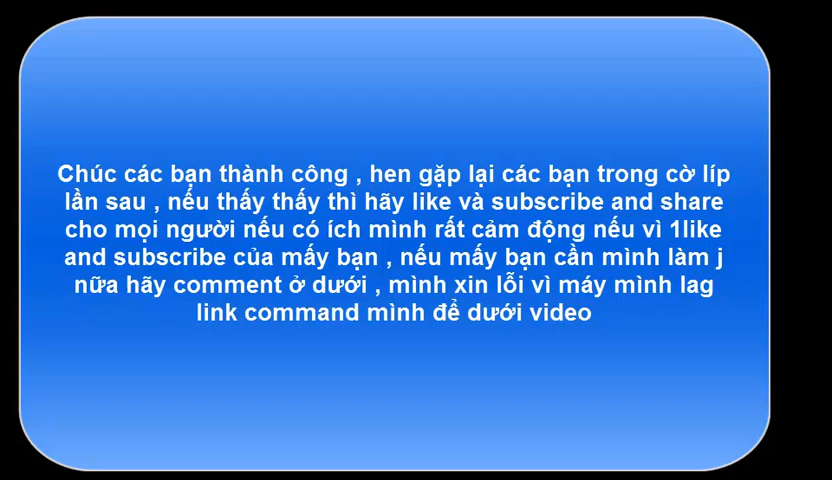 Chúc các bạn thành công , hen gặp lại các bạn trong cờ líp
lần sau , nếu thấy thấy thì hãy like và subscribe and share
cho mọi người nếu có ích mình rất cảm động nếu vì 1like
and subscribe của mấy bạn , nếu mấy bạn cần mình làm j
nữa hãy comment ở dưới , mình xin lỗi vì máy mình lag
link command mình để dưới video